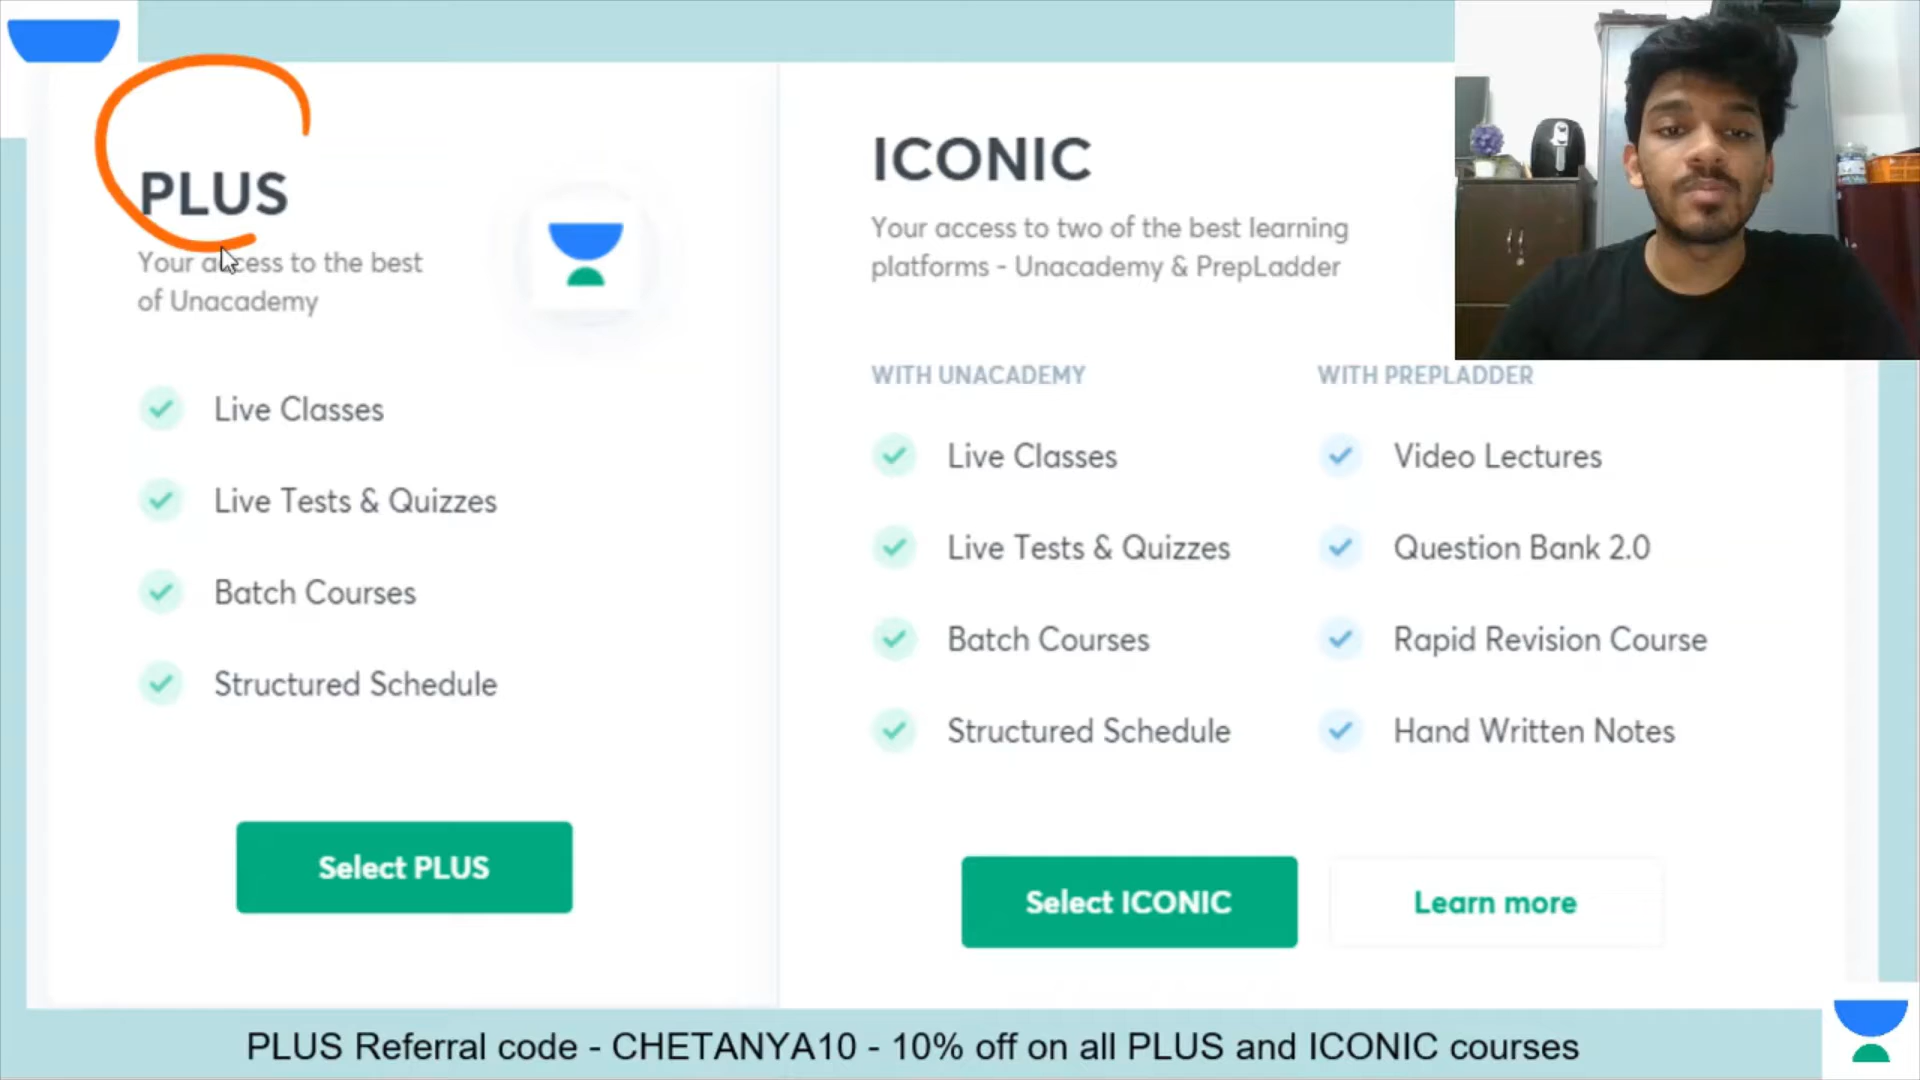 PLUS
Your access to the best
of Unacademy
Live Classes
Live Tests & Quizzes
Batch Courses
Structured Schedule
Select PLUS
ICONIC
Your access to two of the best learning
platforms - Unacademy & PrepLadder
WITH UNACADEMY
Live Classes
Live Tests & Quizzes
Batch Courses
Structured Schedule
WITH PREPLADDER
Video Lectures
Question Bank 2.0
Rapid Revision Course
Hand Written Notes
Select ICONIC
Learn more
PLUS Referral code - CHETANYA10 - 10% off on all PLUS and ICONIC courses